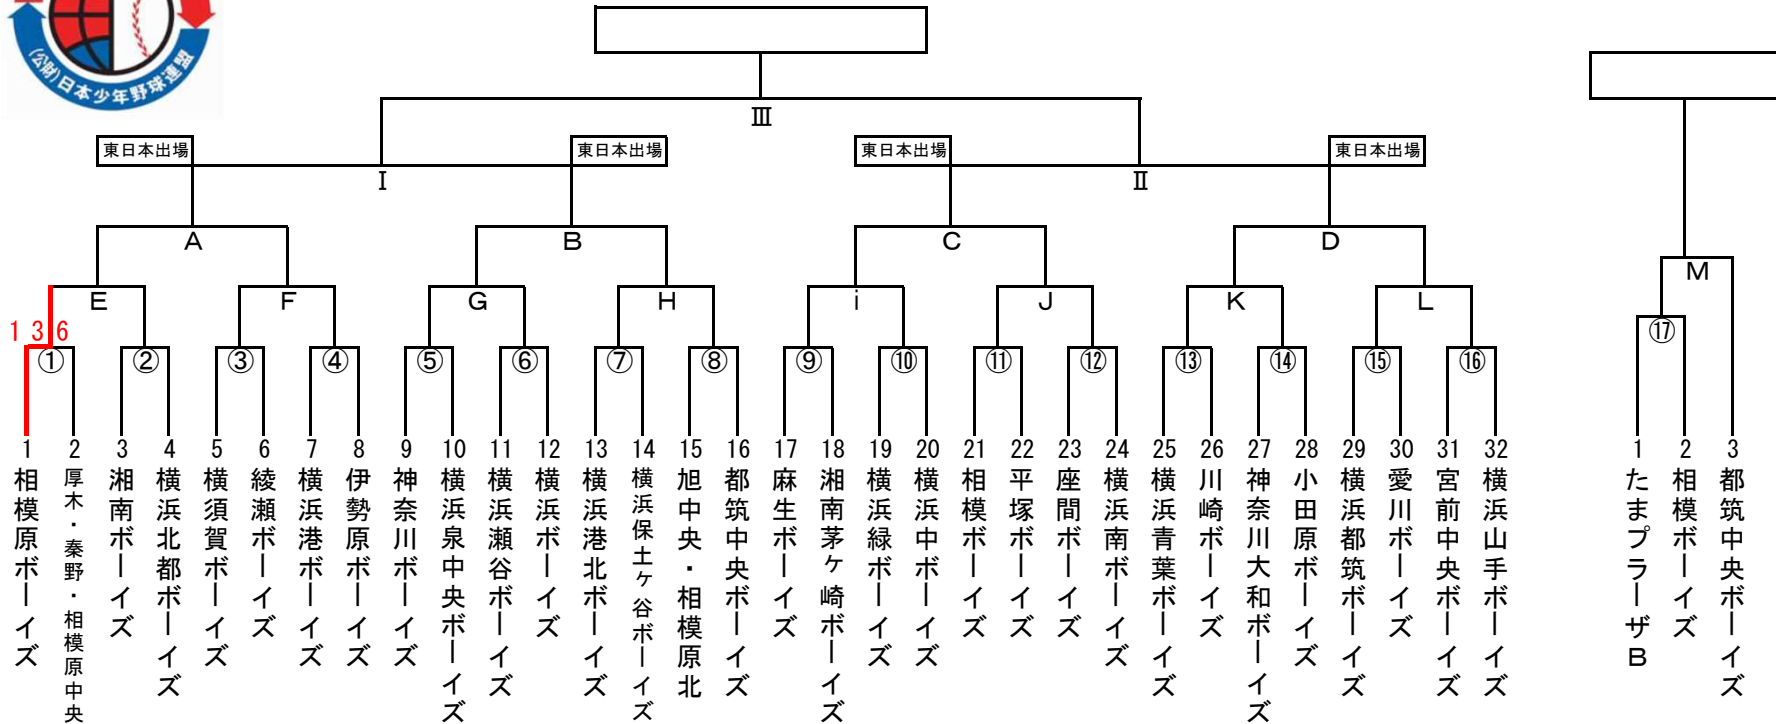 (公財)日本少年野球連盟
Ⅲ
東日本出場
東日本出場
東日本出場
東日本出場
Ⅰ
Ⅱ
A
B
C
D
M
E
F
G
H
i
J
K
L
1 3 6
①
②
③
④
⑤
⑥
⑦
⑧
⑨
⑩
⑪
⑫
⑬
⑭
⑮
⑯
⑰
1 相模原ボーイズ
2 厚木・秦野・相模原中央
3 湘南ボーイズ
4 横浜北都ボーイズ
5 横須賀ボーイズ
6 綾瀬ボーイズ
7 横浜港ボーイズ
8 伊勢原ボーイズ
9 神奈川ボーイズ
10 横浜泉中央ボーイズ
11 横浜瀬谷ボーイズ
12 横浜ボーイズ
13 横浜港北ボーイズ
14 横浜保土ヶ谷ボーイズ
15 旭中央・相模原北
16 都筑中央ボーイズ
17 麻生ボーイズ
18 湘南茅ケ崎ボーイズ
19 横浜緑ボーイズ
20 横浜中ボーイズ
21 相模ボーイズ
22 平塚ボーイズ
23 座間ボーイズ
24 横浜南ボーイズ
25 横浜青葉ボーイズ
26 川崎ボーイズ
27 神奈川大和ボーイズ
28 小田原ボーイズ
29 横浜都筑ボーイズ
30 愛川ボーイズ
31 宮前中央ボーイズ
32 横浜山手ボーイズ
1 たまプラーザB
2 相模ボーイズ
3 都筑中央ボーイズ